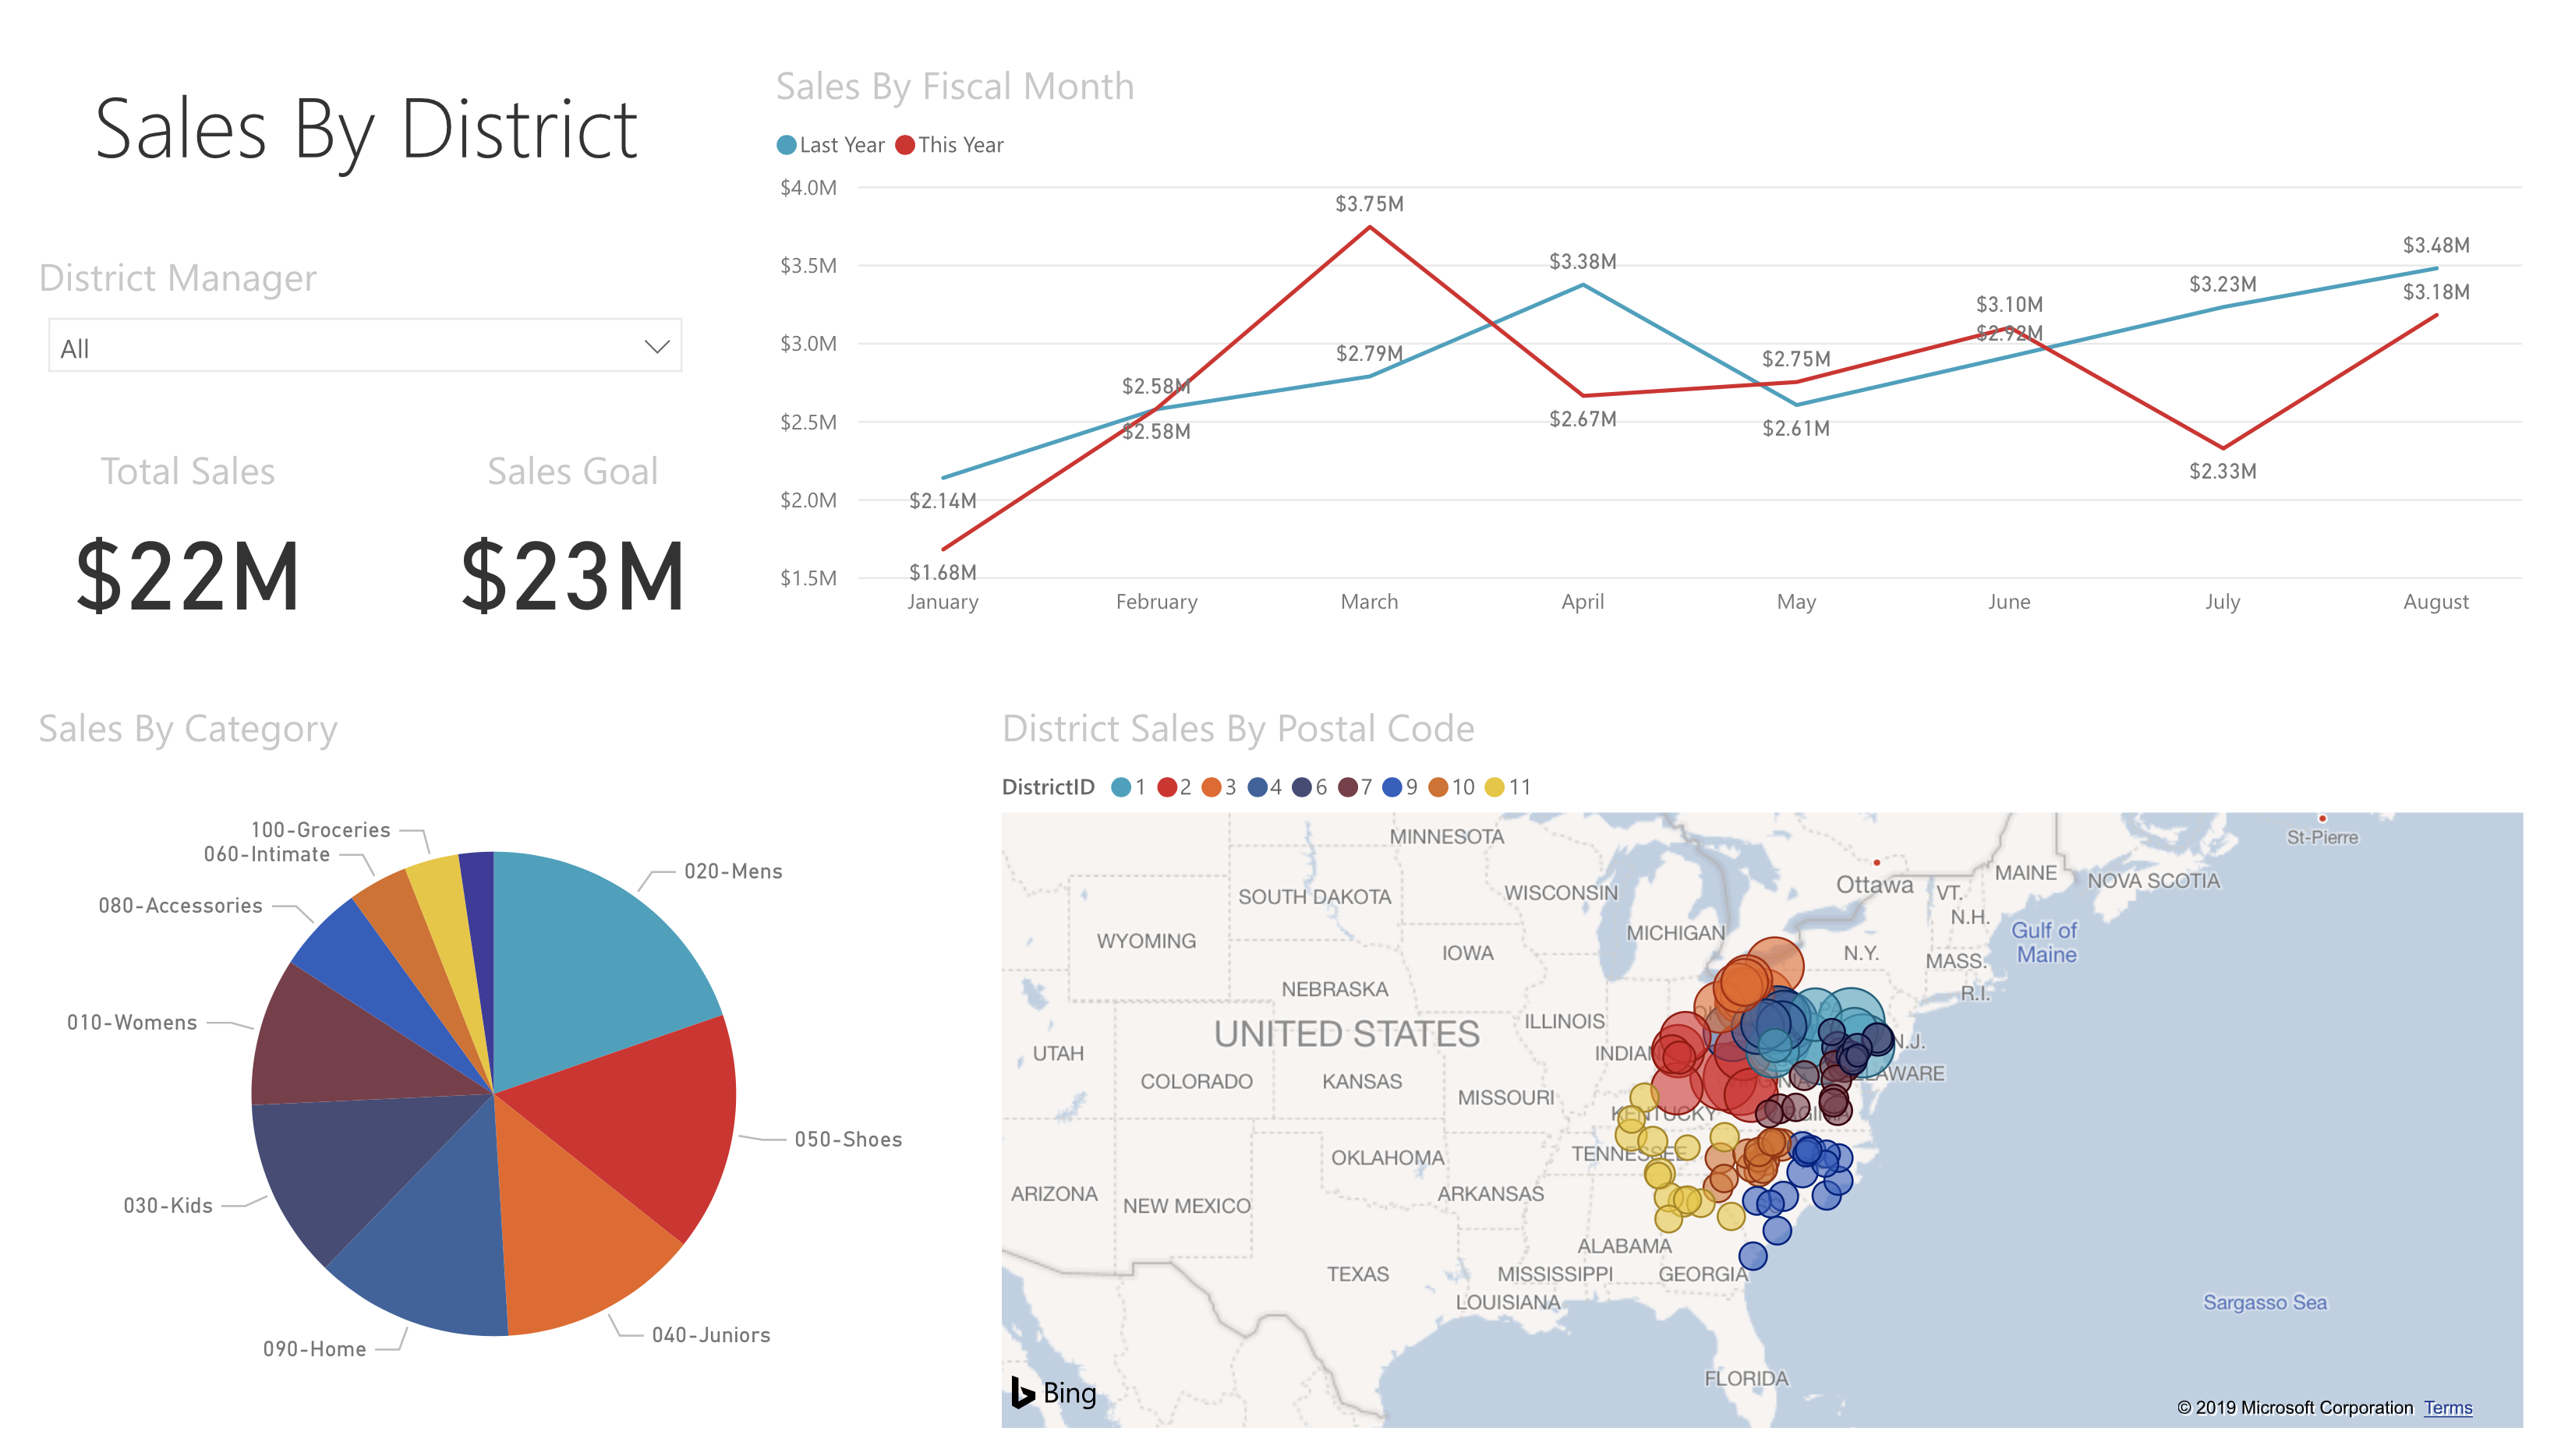 Sales By District
District Manager
All
Total Sales
$22M
Sales Goal
$23M
Sales By Fiscal Month
Last Year This Year
$4.0M
$3.5M
$3.0M
$2.5M
$2.0M
$1.5M
$3.75M
$3.38M
$3.48M
$3.23M
$3.18M
$3.10M
$2.92M
$2.79M
$2.75M
$2.58M
$2.58M
$2.67M
$2.61M
$2.33M
$2.14M
$1.68M
January February March April May June July August
Sales By Category
100-Groceries
060-Intimate
020-Mens
080-Accessories
010-Womens
050-Shoes
030-Kids
040-Juniors
090-Home
District Sales By Postal Code
DistrictID 1 2 3 4 6 7 9 10 11
MINNESOTA
St-Pierre
Ottawa
MAINE
NOVA SCOTIA
SOUTH DAKOTA
WISCONSIN
VT.
N.H.
WYOMING
MICHIGAN
Gulf of
Maine
IOWA
N.Y.
MASS.
NEBRASKA
R.I.
UNITED STATES
ILLINOIS
UTAH
N.J.
COLORADO
KANSAS
MISSOURI
KENTUCKY
TENNESSEE
OKLAHOMA
ARIZONA
NEW MEXICO
ARKANSAS
ALABAMA
TEXAS
MISSISSIPPI
GEORGIA
LOUISIANA
Sargasso Sea
FLORIDA
Bing
© 2019 Microsoft Corporation Terms